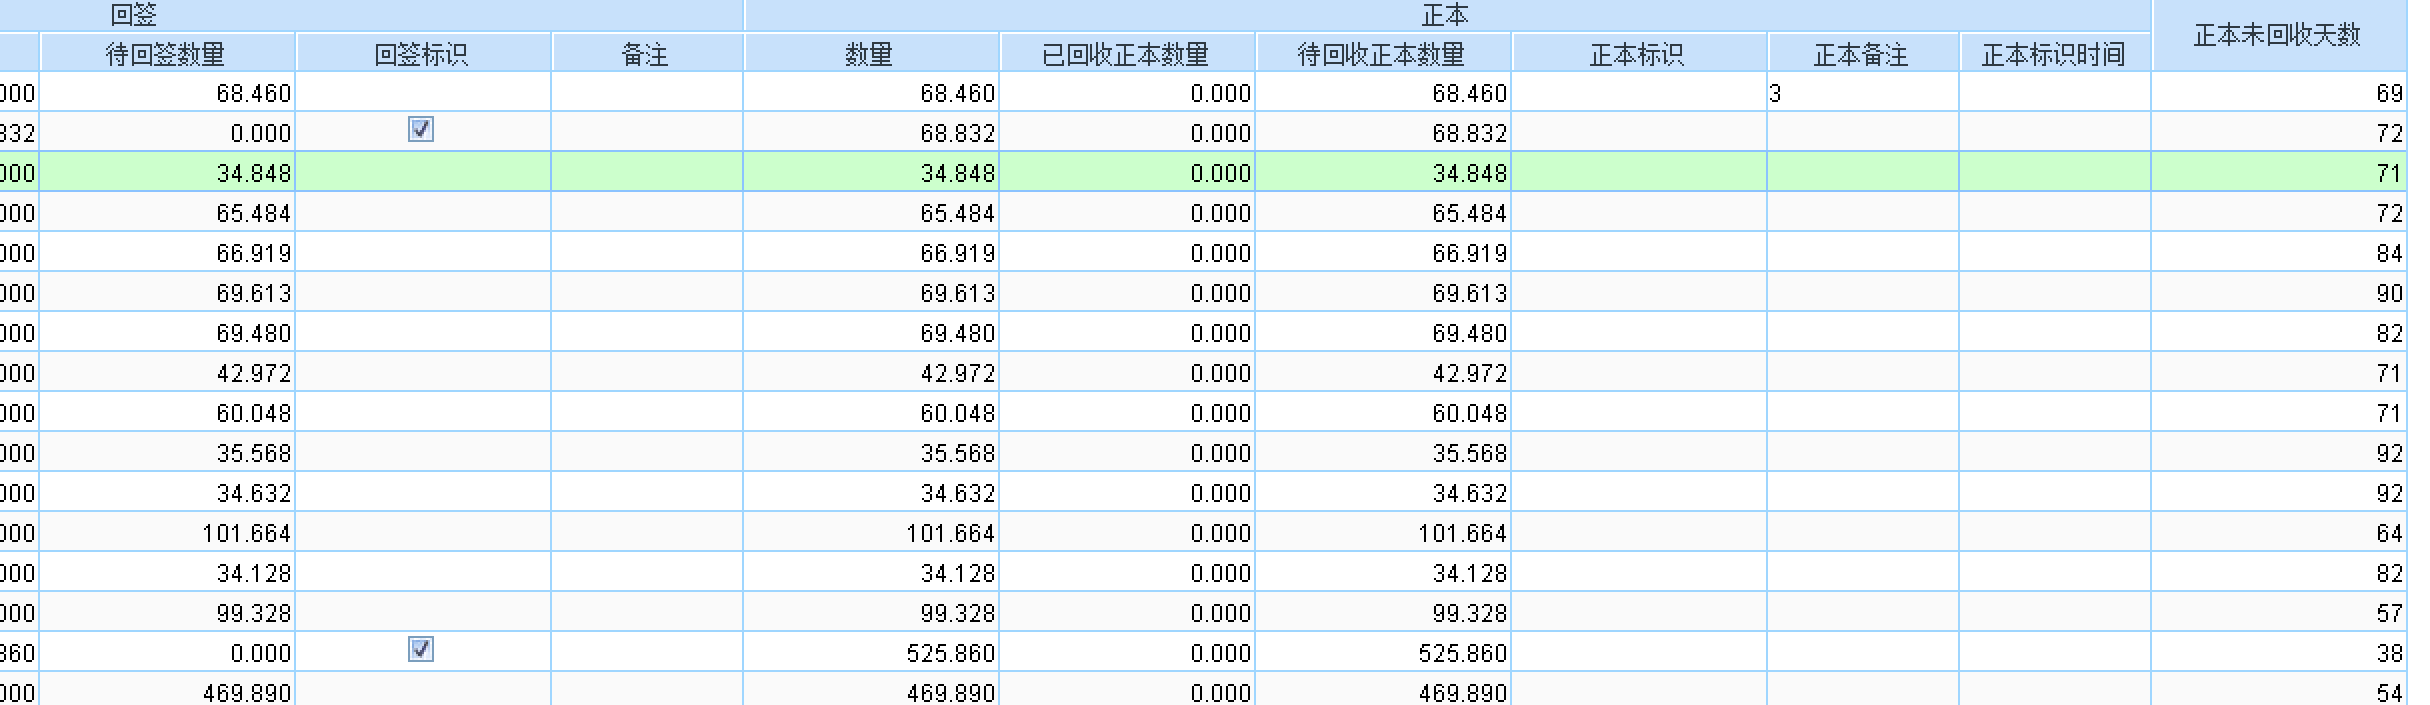 回签 正本 正本未回收天数
待回签数量 回签标识 备注 数量 已回收正本数量 待回收正本数量 正本标识 正本备注 正本标识时间
000 68.460 68.460 0.000 68.460 3 69
832 0.000 68.832 0.000 68.832 72
000 34.848 34.848 0.000 34.848 71
000 65.484 65.484 0.000 65.484 72
000 66.919 66.919 0.000 66.919 84
000 69.613 69.613 0.000 69.613 90
000 69.480 69.480 0.000 69.480 82
000 42.972 42.972 0.000 42.972 71
000 60.048 60.048 0.000 60.048 71
000 35.568 35.568 0.000 35.568 92
000 34.632 34.632 0.000 34.632 92
000 101.664 101.664 0.000 101.664 64
000 34.128 34.128 0.000 34.128 82
000 99.328 99.328 0.000 99.328 57
860 0.000 525.860 0.000 525.860 38
000 469.890 469.890 0.000 469.890 54